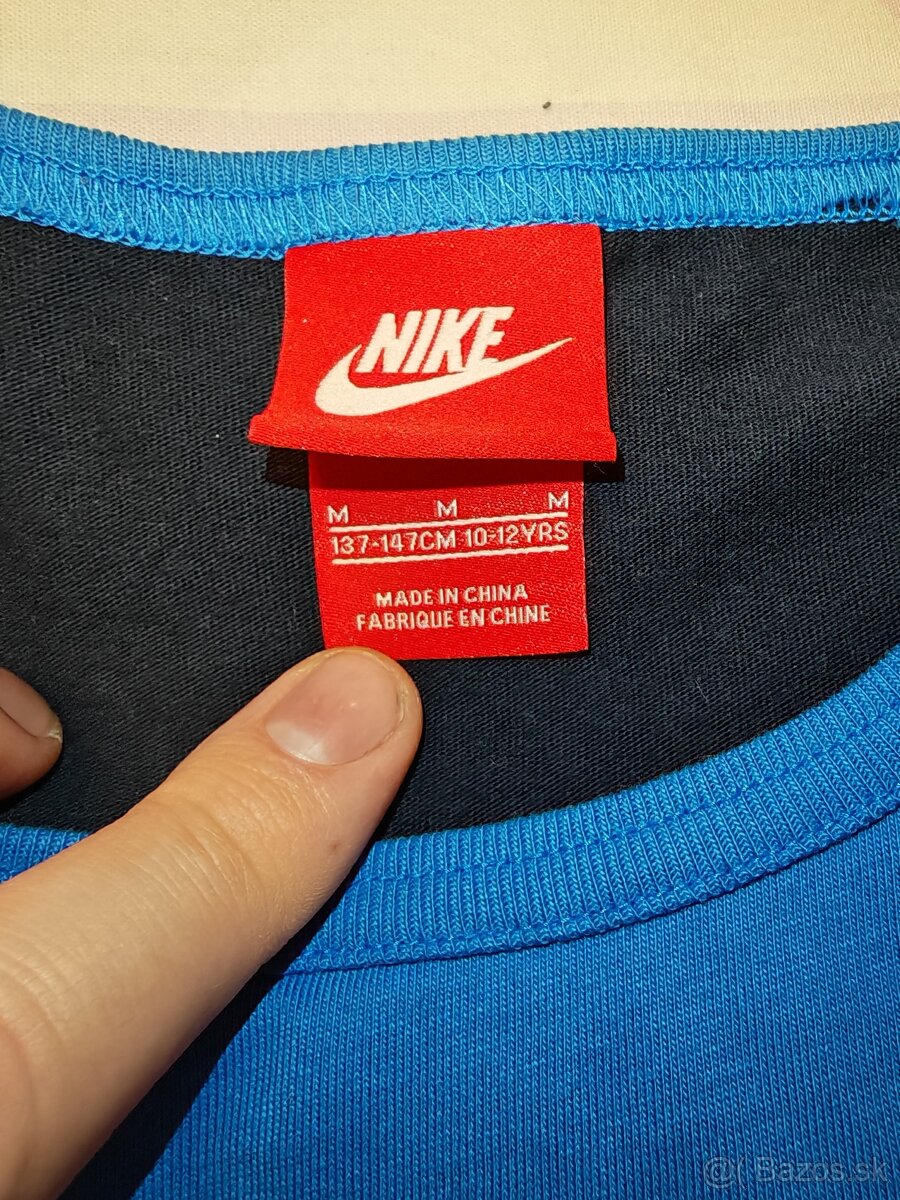 NIKE
M M M
137-147CM 10-12YRS
MADE IN CHINA
FABRIQUE EN CHINE
@( Bazos.sk